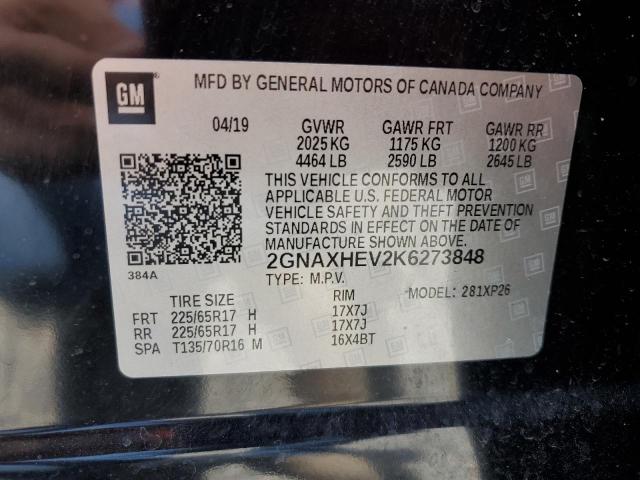 GM
MFD BY GENERAL MOTORS OF CANADA COMPANY
04/19 GVWR GAWR FRT GAWR RR
2025 KG 1175 KG 1200 KG
4464 LB 2590 LB 2645 LB
THIS VEHICLE CONFORMS TO ALL
APPLICABLE U.S. FEDERAL MOTOR
VEHICLE SAFETY AND THEFT PREVENTION
STANDARDS IN EFFECT ON THE DATE OF
MANUFACTURE SHOWN ABOVE.
384A
2GNAXHEV2K6273848
TYPE: M.P.V. MODEL: 281XP26
TIRE SIZE RIM
FRT 225/65R17 H 17X7J
RR 225/65R17 H 17X7J
SPA T135/70R16 M 16X4BT